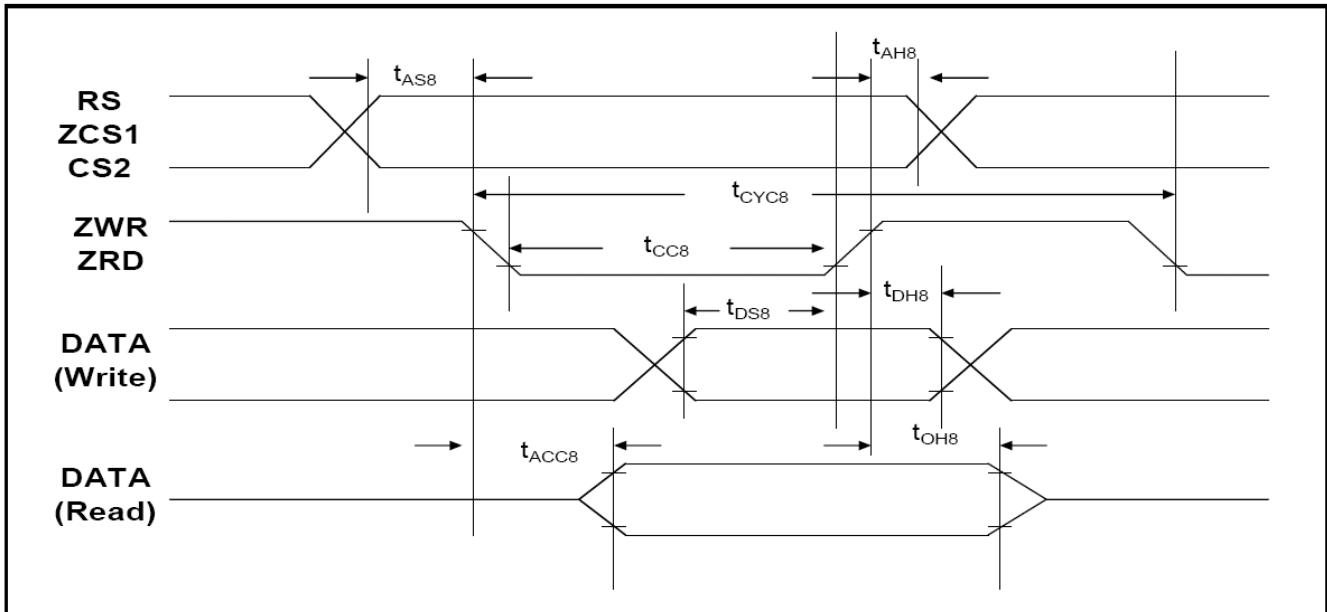 tAS8
tAH8
RS
ZCS1
CS2
tCYC8
ZWR
ZRD
tCC8
tDH8
tDS8
DATA
(Write)
tOH8
tACC8
DATA
(Read)